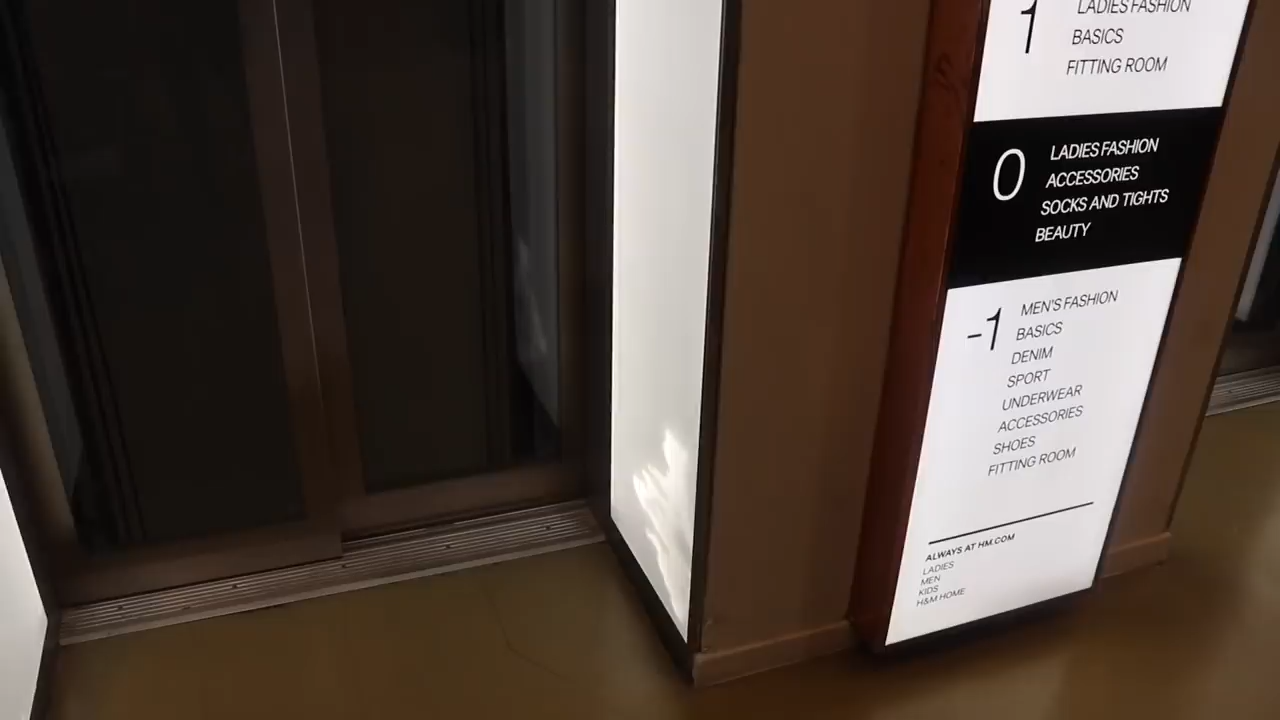 1
LADIES FASHION
BASICS
FITTING ROOM
0
LADIES FASHION
ACCESSORIES
SOCKS AND TIGHTS
BEAUTY
-1
MEN'S FASHION
BASICS
DENIM
SPORT
UNDERWEAR
ACCESSORIES
SHOES
FITTING ROOM
ALWAYS AT HM.COM
LADIES
MEN
KIDS
H&M HOME